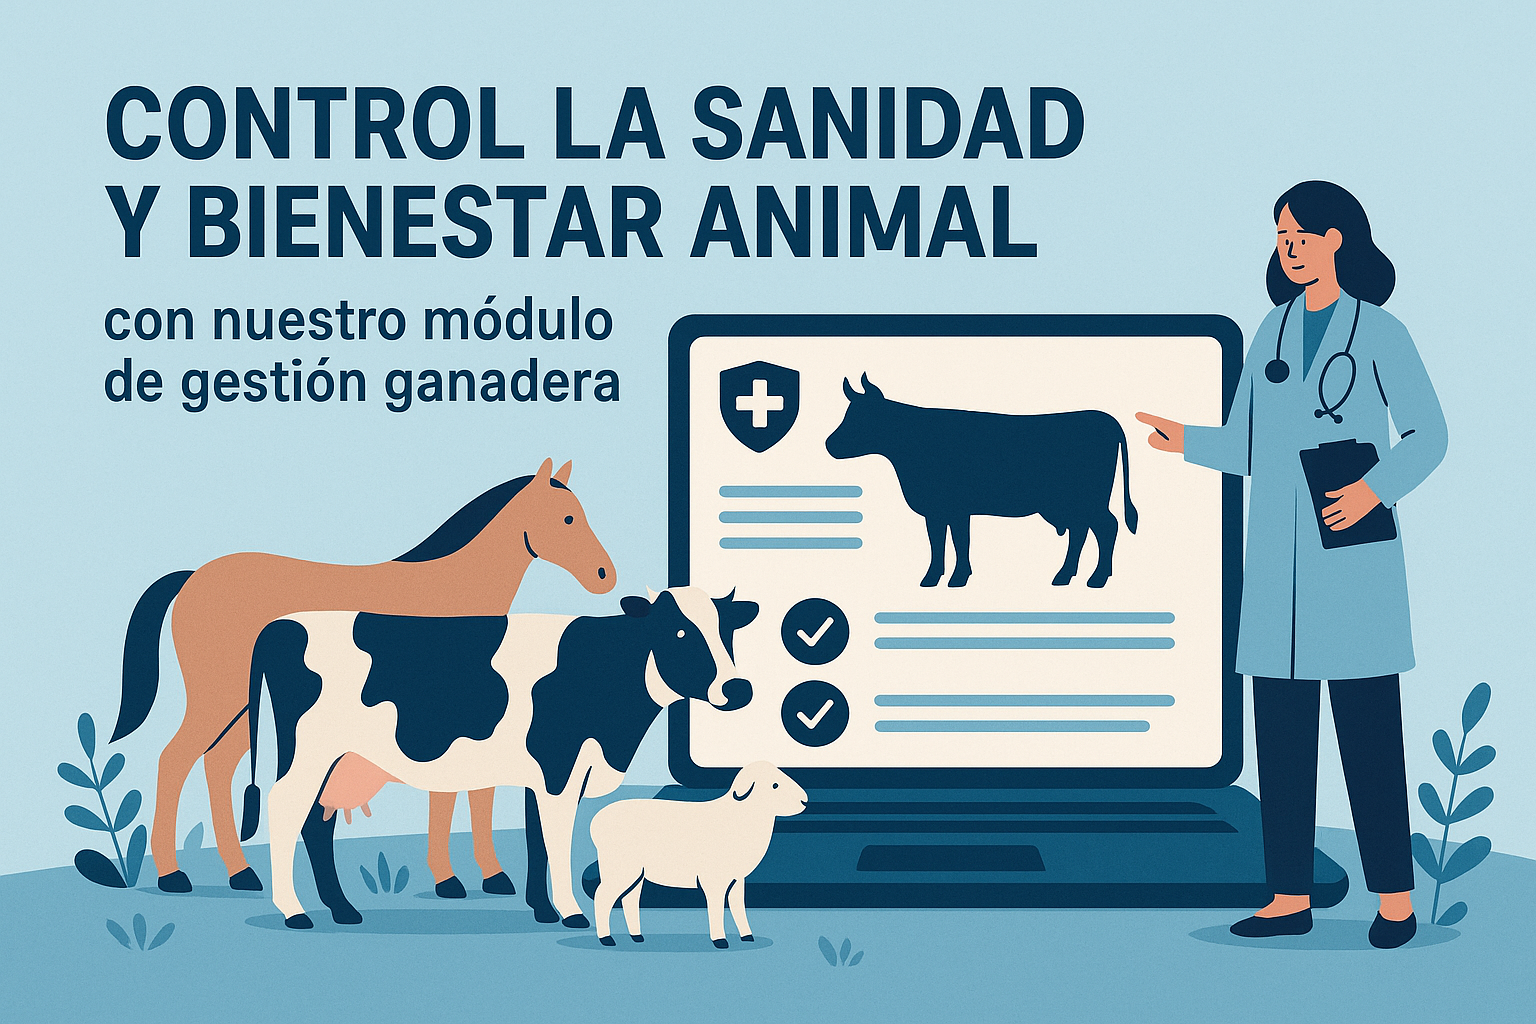 CONTROL LA SANIDAD
Y BIENESTAR ANIMAL
con nuestro módulo
de gestión ganadera